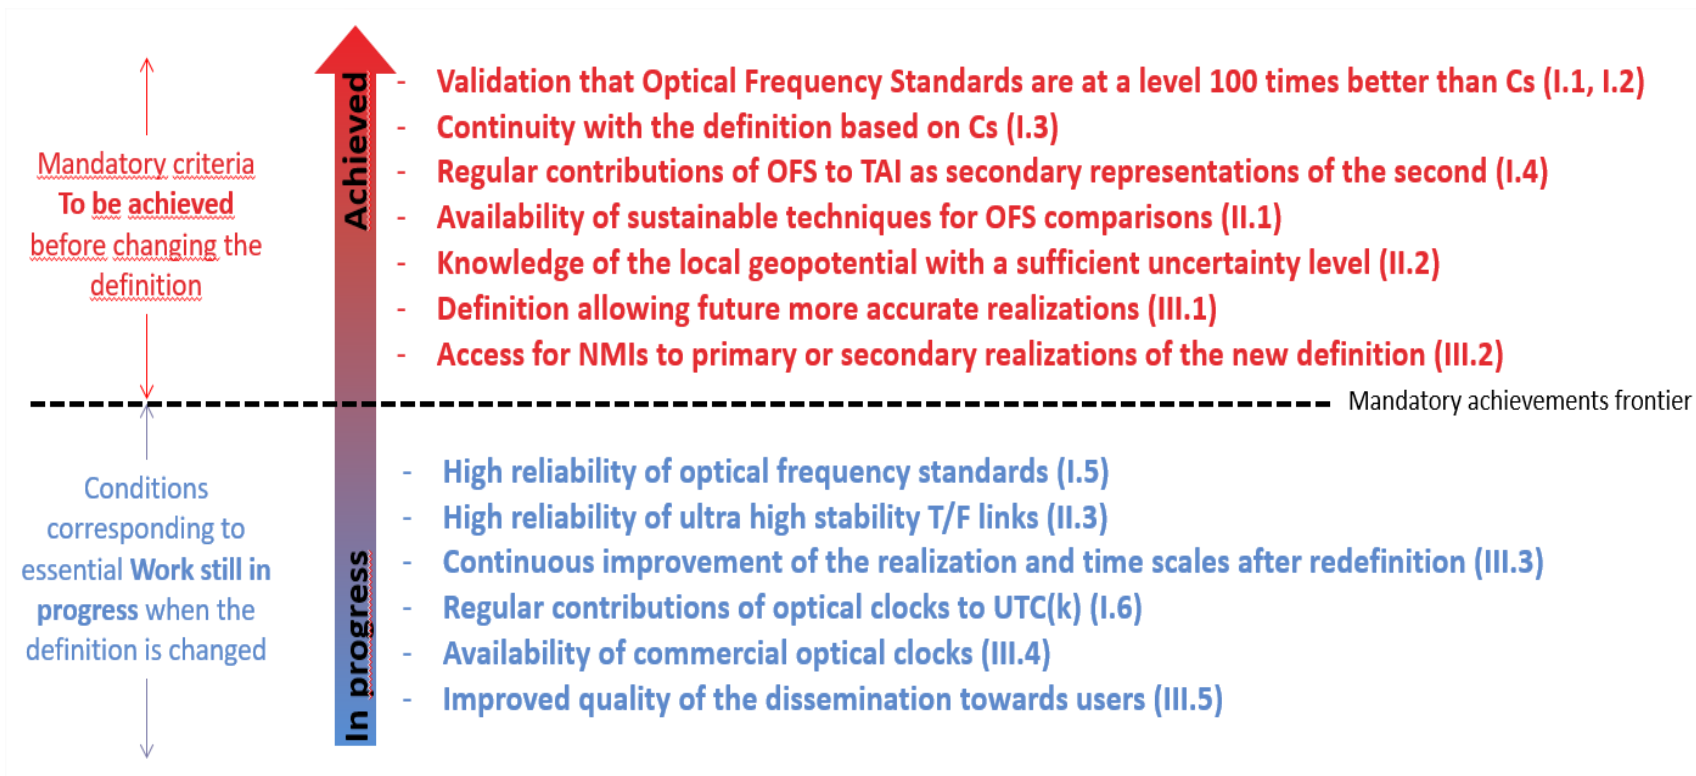 Mandatory criteria
To be achieved
before changing the
definition
Achieved
- Validation that Optical Frequency Standards are at a level 100 times better than Cs (I.1, I.2)
- Continuity with the definition based on Cs (I.3)
- Regular contributions of OFS to TAI as secondary representations of the second (I.4)
- Availability of sustainable techniques for OFS comparisons (II.1)
- Knowledge of the local geopotential with a sufficient uncertainty level (II.2)
- Definition allowing future more accurate realizations (III.1)
- Access for NMIs to primary or secondary realizations of the new definition (III.2)
Mandatory achievements frontier
Conditions
corresponding to
essential Work still in
progress when the
definition is changed
In progress
- High reliability of optical frequency standards (I.5)
- High reliability of ultra high stability T/F links (II.3)
- Continuous improvement of the realization and time scales after redefinition (III.3)
- Regular contributions of optical clocks to UTC(k) (I.6)
- Availability of commercial optical clocks (III.4)
- Improved quality of the dissemination towards users (III.5)